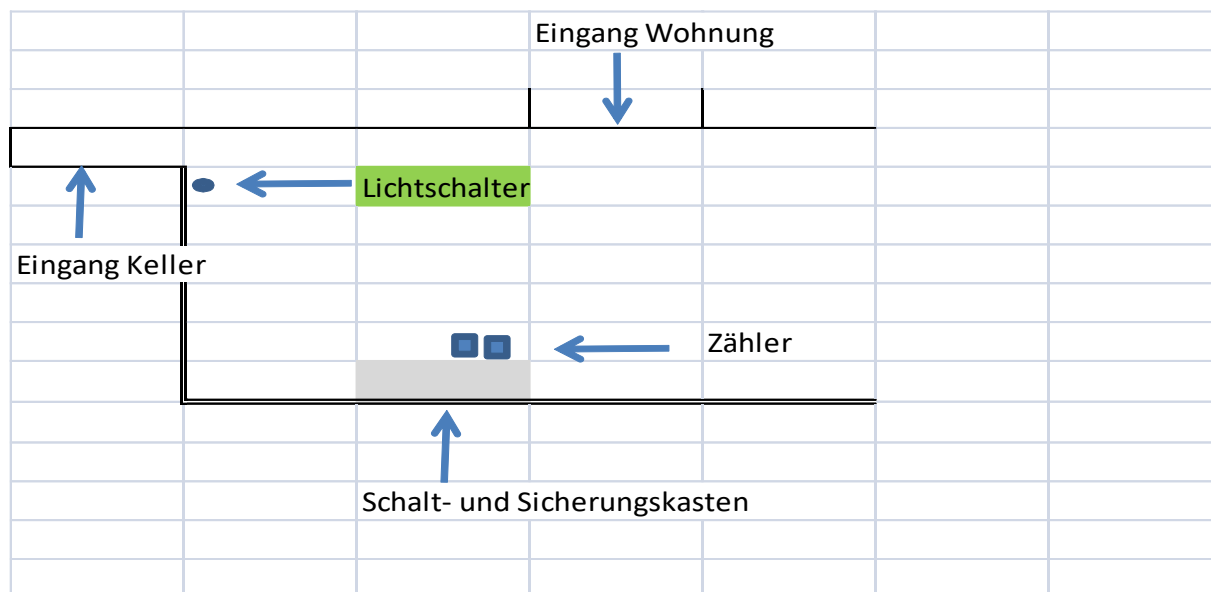 Eingang Wohnung
Lichtschalter
Eingang Keller
Zähler
Schalt- und Sicherungskasten